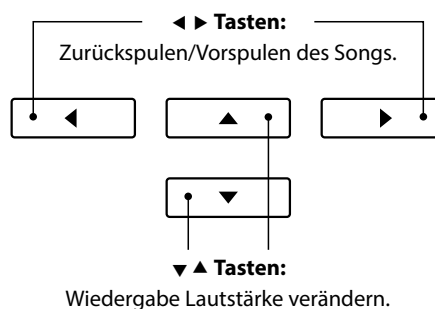 ◀ ▶ Tasten:
Zurückspulen/Vorspulen des Songs.
▼ ▲ Tasten:
Wiedergabe Lautstärke verändern.